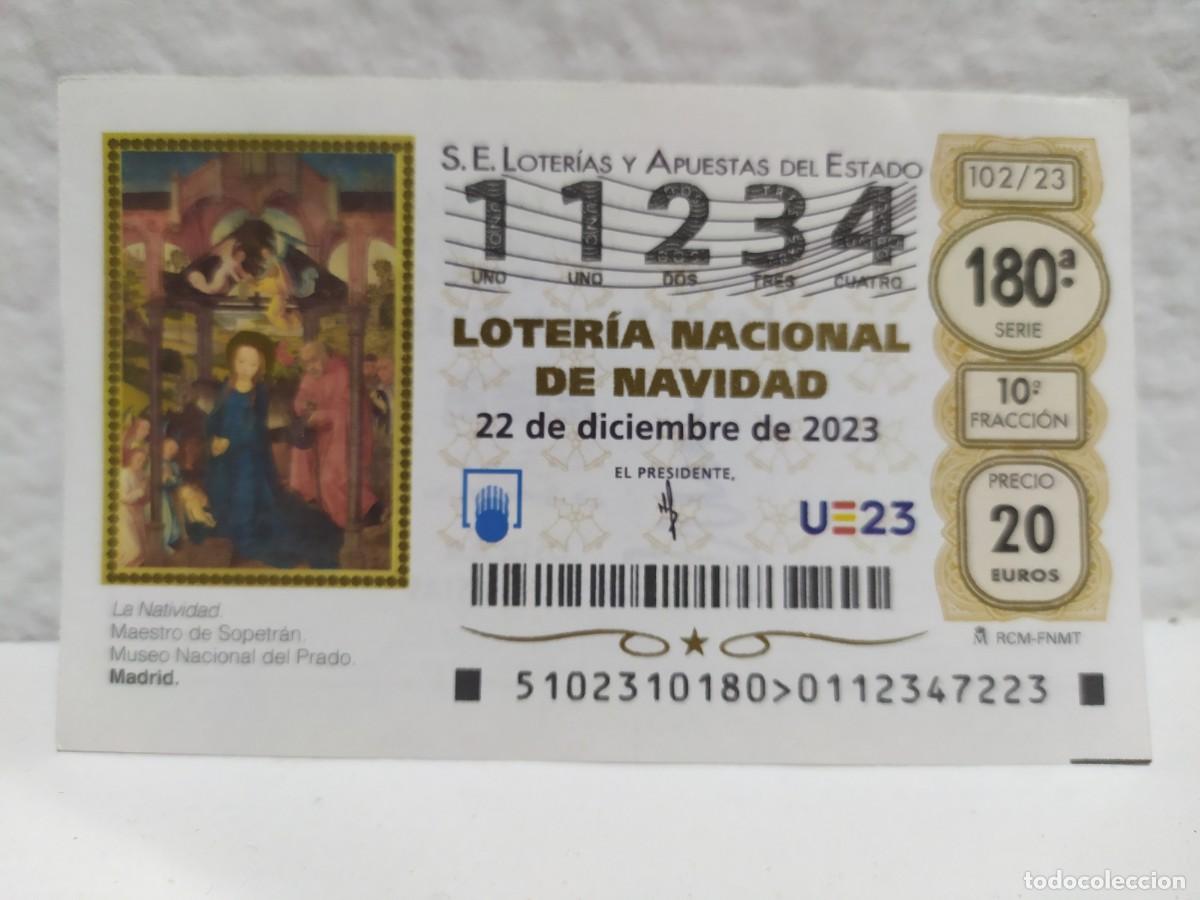 S.E. LOTERÍAS Y APUESTAS DEL ESTADO
11234
UNO UNO DOS TRES CUATRO
LOTERÍA NACIONAL
DE NAVIDAD
22 de diciembre de 2023
EL PRESIDENTE,
UE23
5102310180>0112347223
102/23
180ª
SERIE
10ª
FRACCIÓN
PRECIO
20
EUROS
RCM-FNMT
La Natividad.
Maestro de Sopetrán.
Museo Nacional del Prado.
Madrid.
todocoleccion